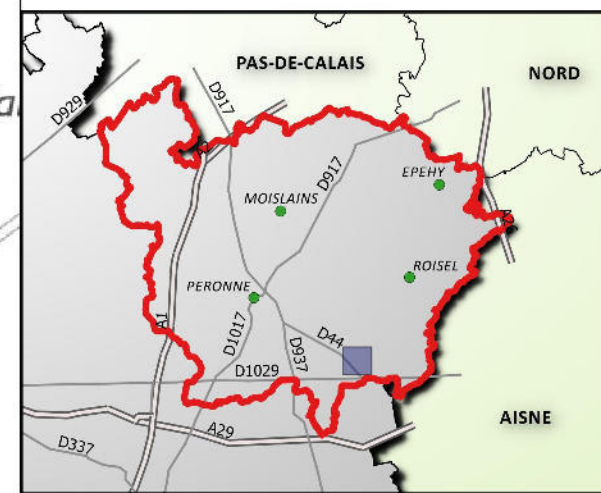 PAS-DE-CALAIS
NORD
D929
D917
A2
D917
EPEHY
MOISLAINS
A26
ROISEL
PERONNE
A1
D1017
D937
D44
D1029
AISNE
A29
D337